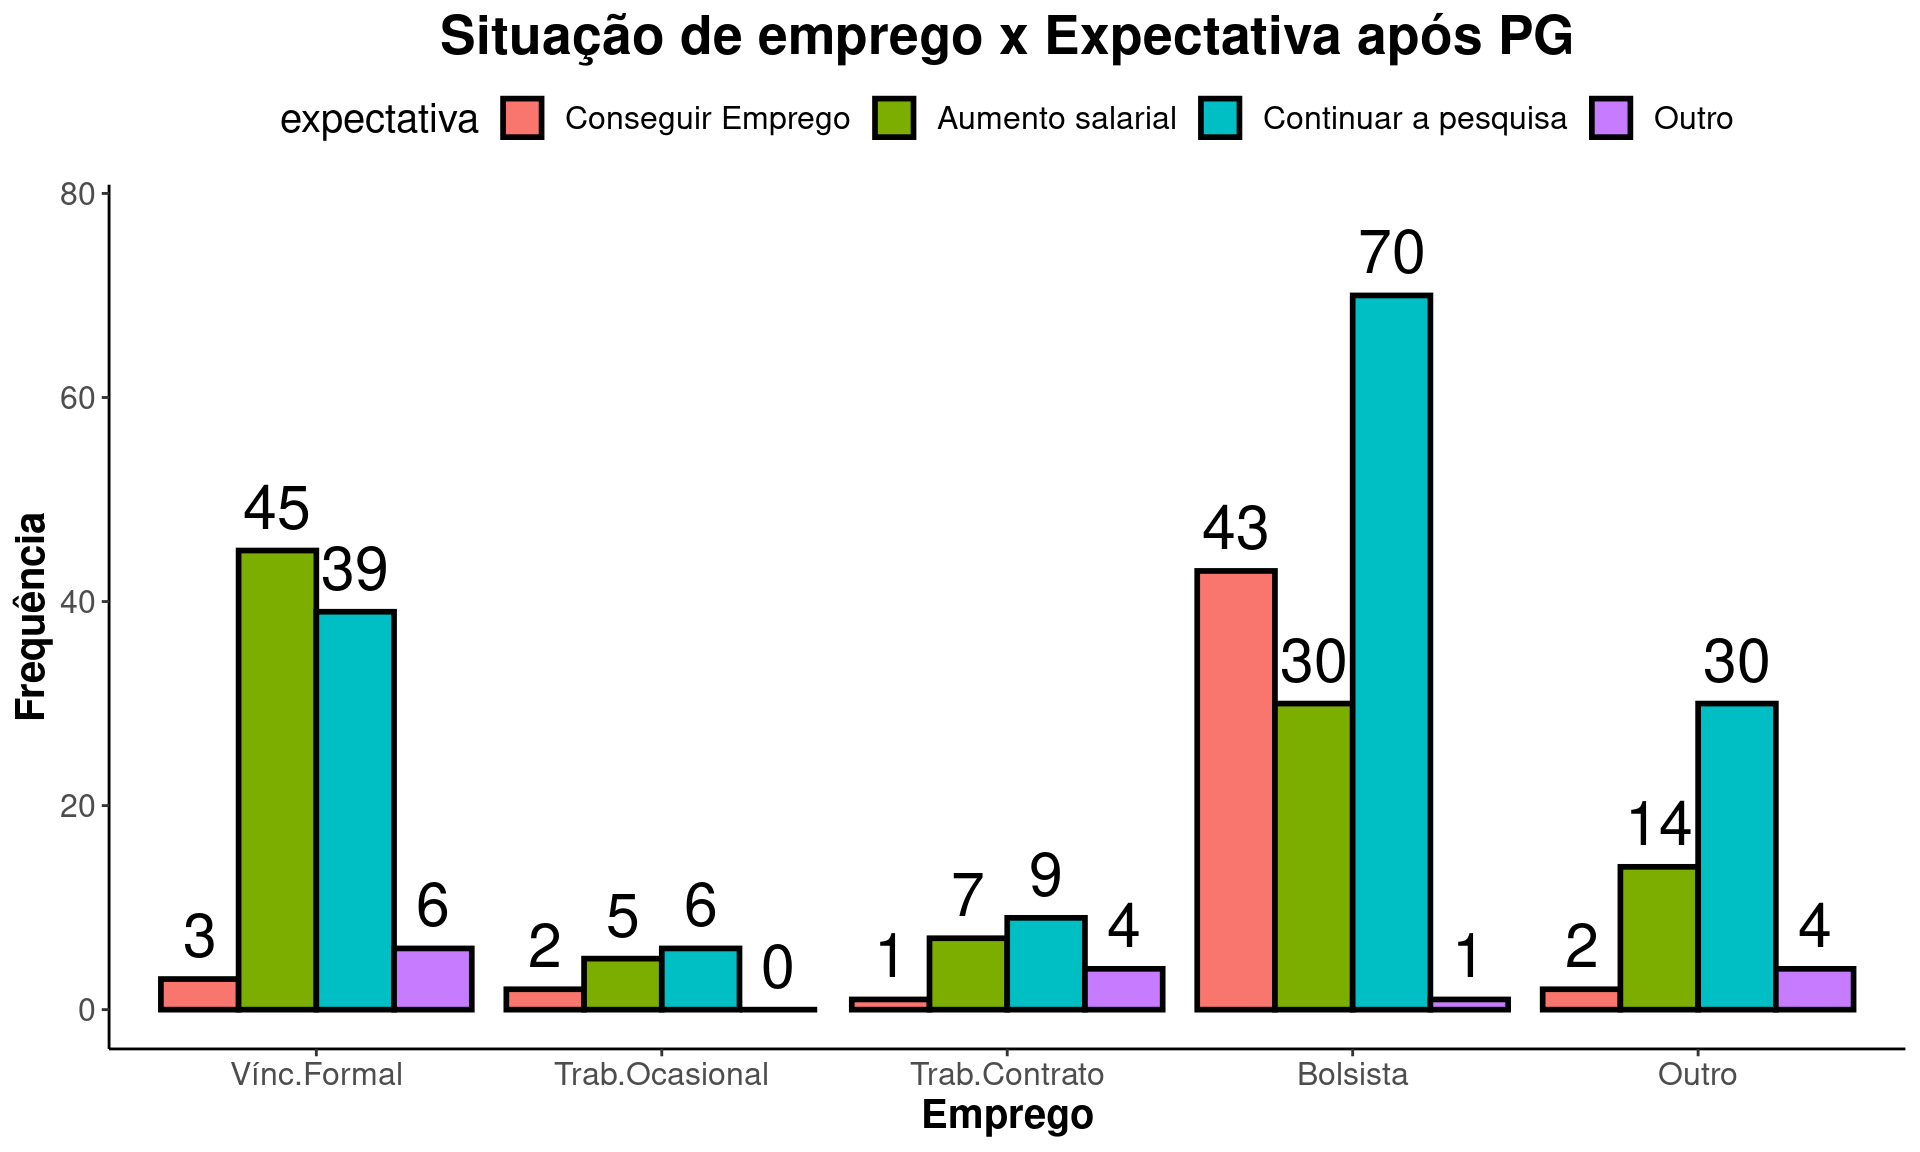 Situação de emprego x Expectativa após PG
expectativa Conseguir Emprego Aumento salarial Continuar a pesquisa Outro
80
60
40
20
0
Frequência
3 45 39 6
2 5 6 0
1 7 9 4
43 30 70 1
2 14 30 4
Vínc.Formal Trab.Ocasional Trab.Contrato Bolsista Outro
Emprego